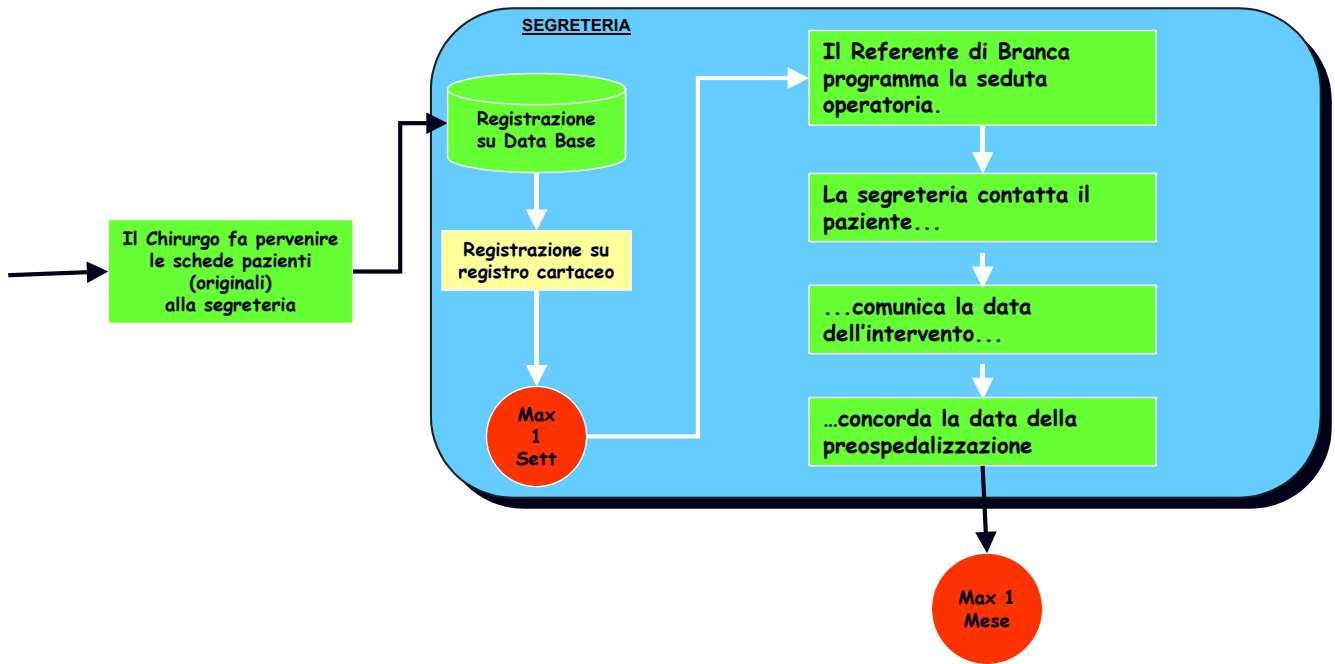 SEGRETERIA
Il Chirurgo fa pervenire
le schede pazienti
(originali)
alla segreteria
Registrazione
su Data Base
Registrazione su
registro cartaceo
Max
1
Sett
Il Referente di Branca
programma la seduta
operatoria.
La segreteria contatta il
paziente...
...comunica la data
dell’intervento...
…concorda la data della
preospedalizzazione
Max 1
Mese